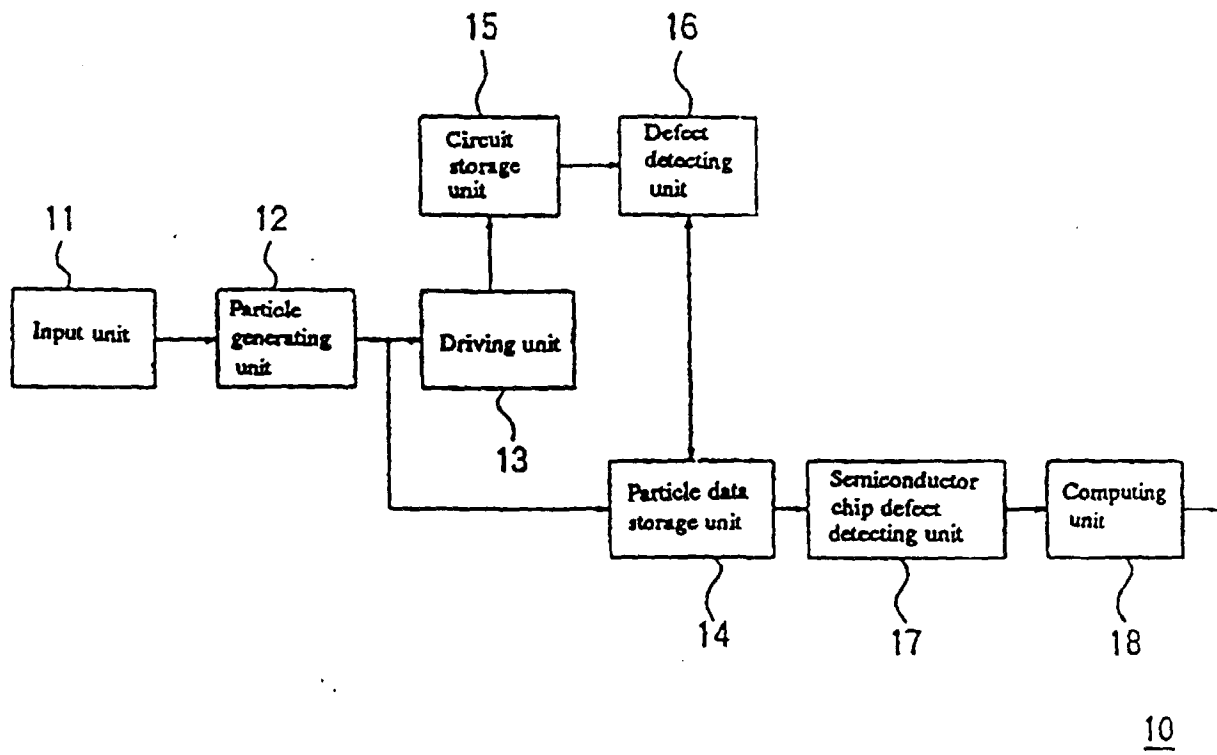 15
16
Circuit
storage
unit
Defect
detecting
unit
11
12
Input unit
Particle
generating
unit
Driving unit
13
Particle data
storage unit
Semiconductor
chip defect
detecting unit
Computing
unit
14
17
18
10